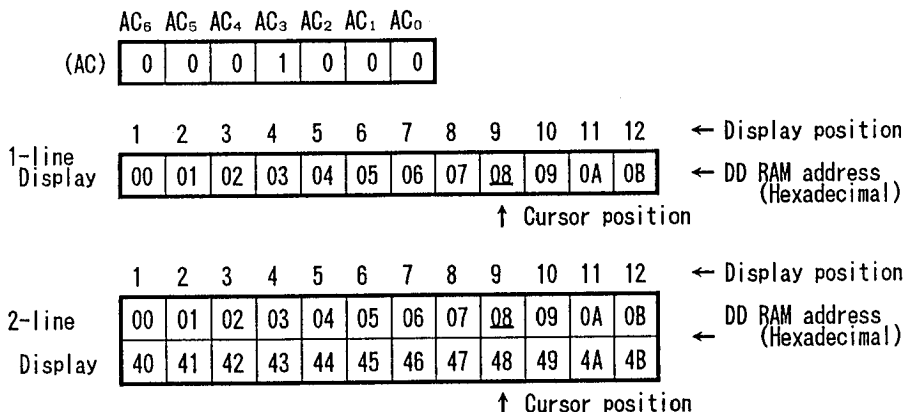 AC₆ AC₅ AC₄ AC₃ AC₂ AC₁ AC₀
(AC) 0 0 0 1 0 0 0
1 2 3 4 5 6 7 8 9 10 11 12 ← Display position
1-line
Display 00 01 02 03 04 05 06 07 08 09 0A 0B ← DD RAM address
(Hexadecimal)
↑ Cursor position
1 2 3 4 5 6 7 8 9 10 11 12 ← Display position
2-line 00 01 02 03 04 05 06 07 08 09 0A 0B DD RAM address
← (Hexadecimal)
Display 40 41 42 43 44 45 46 47 48 49 4A 4B
↑ Cursor position